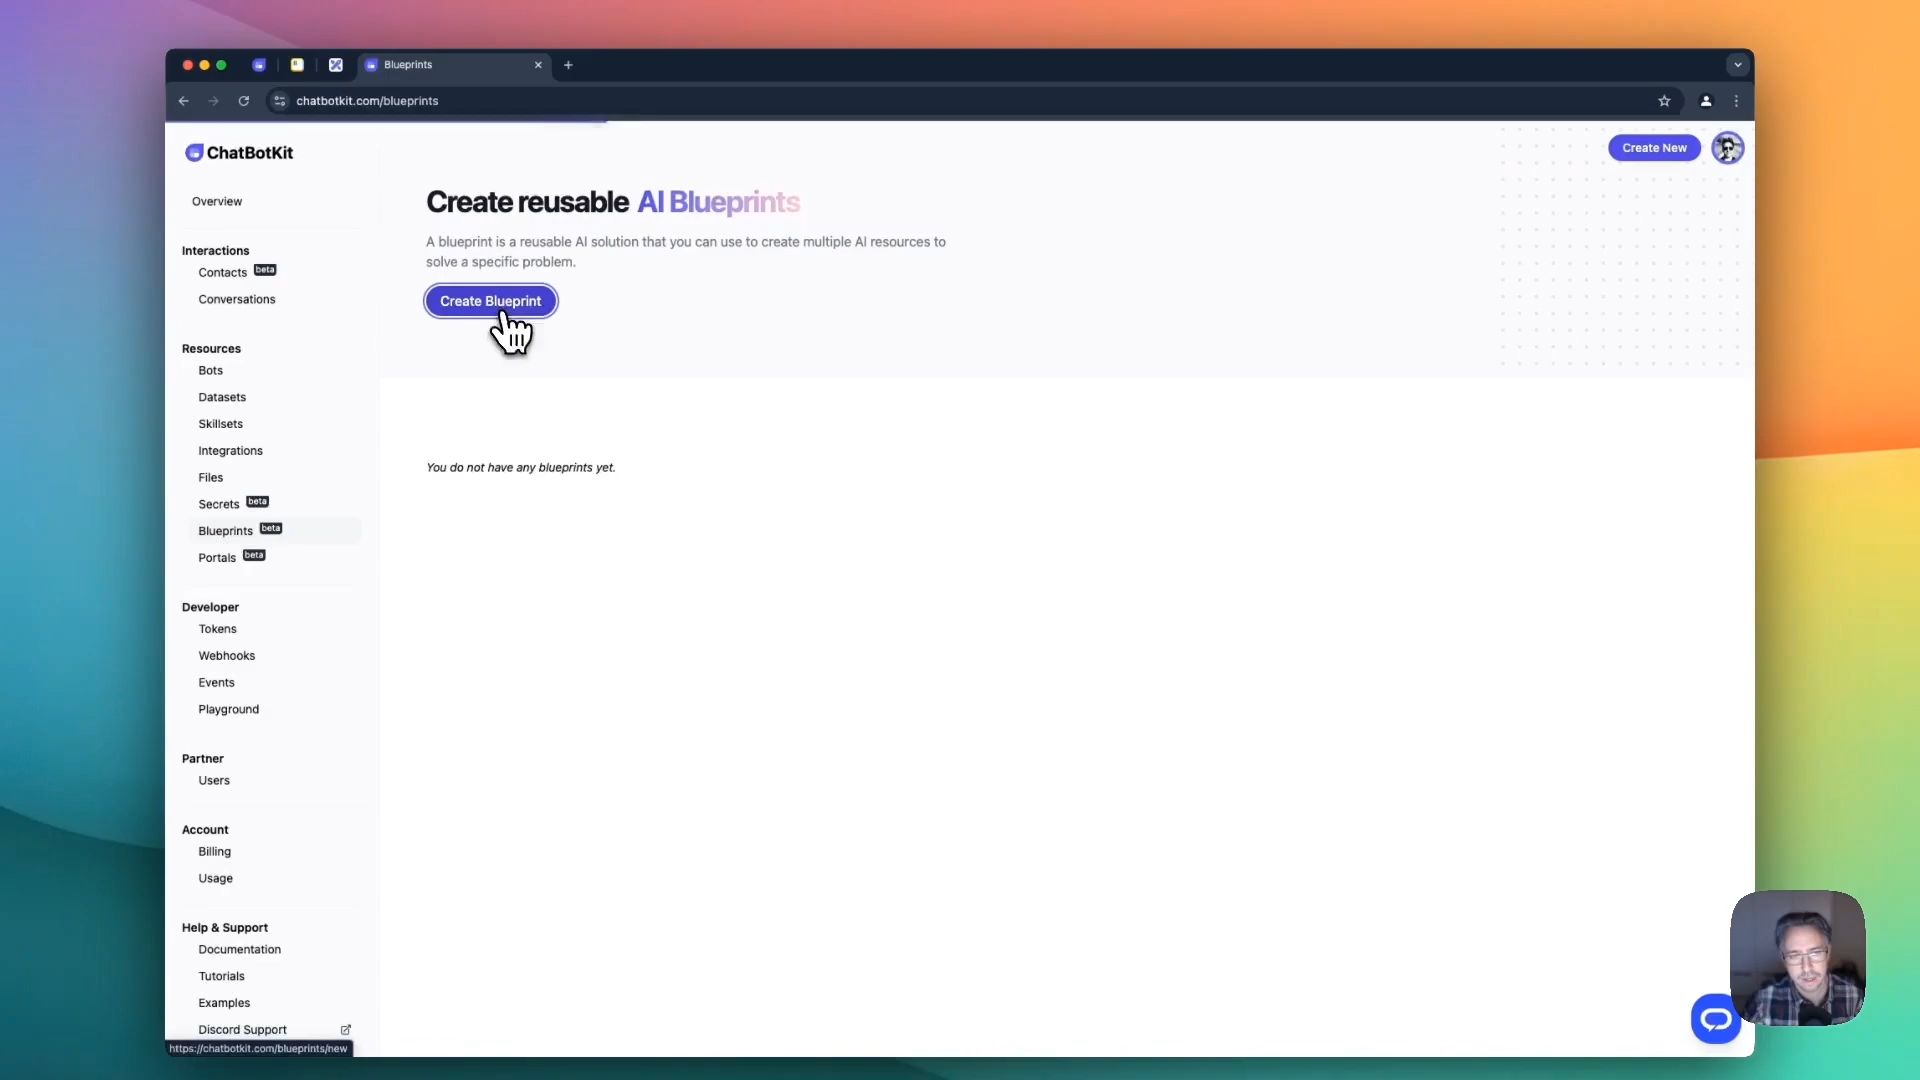 Blueprints
chatbotkit.com/blueprints
ChatBotKit
Create New
Overview
Create reusable AI Blueprints
A blueprint is a reusable AI solution that you can use to create multiple AI resources to
solve a specific problem.
Create Blueprint
Interactions
Contacts beta
Conversations
Resources
Bots
Datasets
Skillsets
Integrations
Files
Secrets beta
Blueprints beta
Portals beta
You do not have any blueprints yet.
Developer
Tokens
Webhooks
Events
Playground
Partner
Users
Account
Billing
Usage
Help & Support
Documentation
Tutorials
Examples
Discord Support
https://chatbotkit.com/blueprints/new